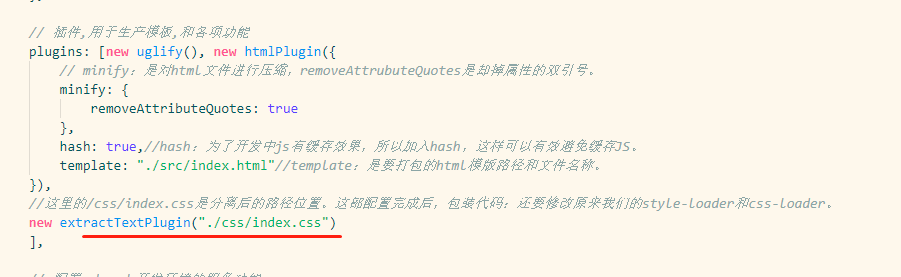 // 插件,用于生产模板,和各项功能
plugins: [new uglify(), new htmlPlugin({
// minify：是对html文件进行压缩，removeAttrubuteQuotes是却掉属性的双引号。
minify: {
removeAttributeQuotes: true
},
hash: true,//hash：为了开发中js有缓存效果，所以加入hash，这样可以有效避免缓存JS。
template: "./src/index.html"//template：是要打包的html模版路径和文件名称。
}),
//这里的/css/index.css是分离后的路径位置。这部配置完成后，包装代码：还要修改原来我们的style-loader和css-loader。
new extractTextPlugin("./css/index.css")
],